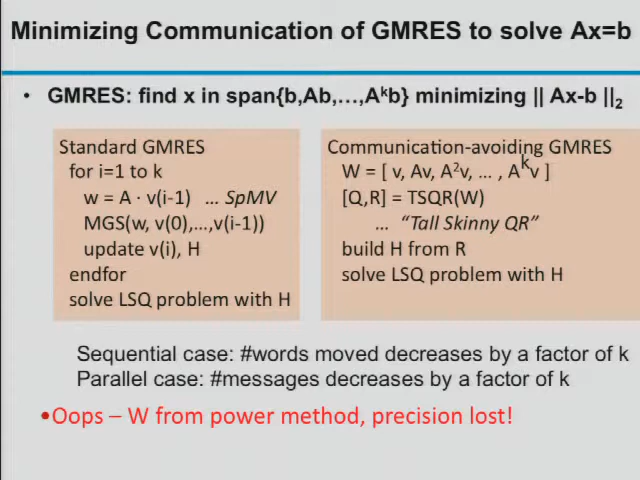 Minimizing Communication of GMRES to solve Ax=b
• GMRES: find x in span{b,Ab,…,Aᵏb} minimizing || Ax-b ||₂
Standard GMRES
for i=1 to k
w = A · v(i-1) … SpMV
MGS(w, v(0),…,v(i-1))
update v(i), H
endfor
solve LSQ problem with H
Communication-avoiding GMRES
W = [ v, Av, A²v, … , Aᵏv ]
[Q,R] = TSQR(W)
… “Tall Skinny QR”
build H from R
solve LSQ problem with H
Sequential case: #words moved decreases by a factor of k
Parallel case: #messages decreases by a factor of k
•Oops – W from power method, precision lost!